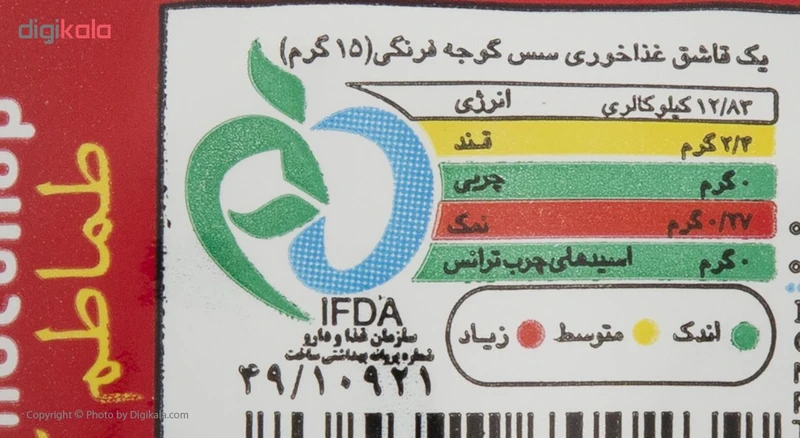 digikala
یک قاشق غذاخوری سس گوجه فرنگی(۱۵ گرم)
انرژی ۱۲/۸۳ کیلوکالری
قند ۲/۴ گرم
چربی ۰ گرم
نمک ۰/۲۷ گرم
اسیدهای چرب ترانس ۰ گرم
اندک متوسط زیاد
IFDA
سازمان غذا و دارو
شماره پروانه بهداشتی ساخت
۴۹/۱۰۹۲۱
طماطم
Copyright © Photo by Digikala.com